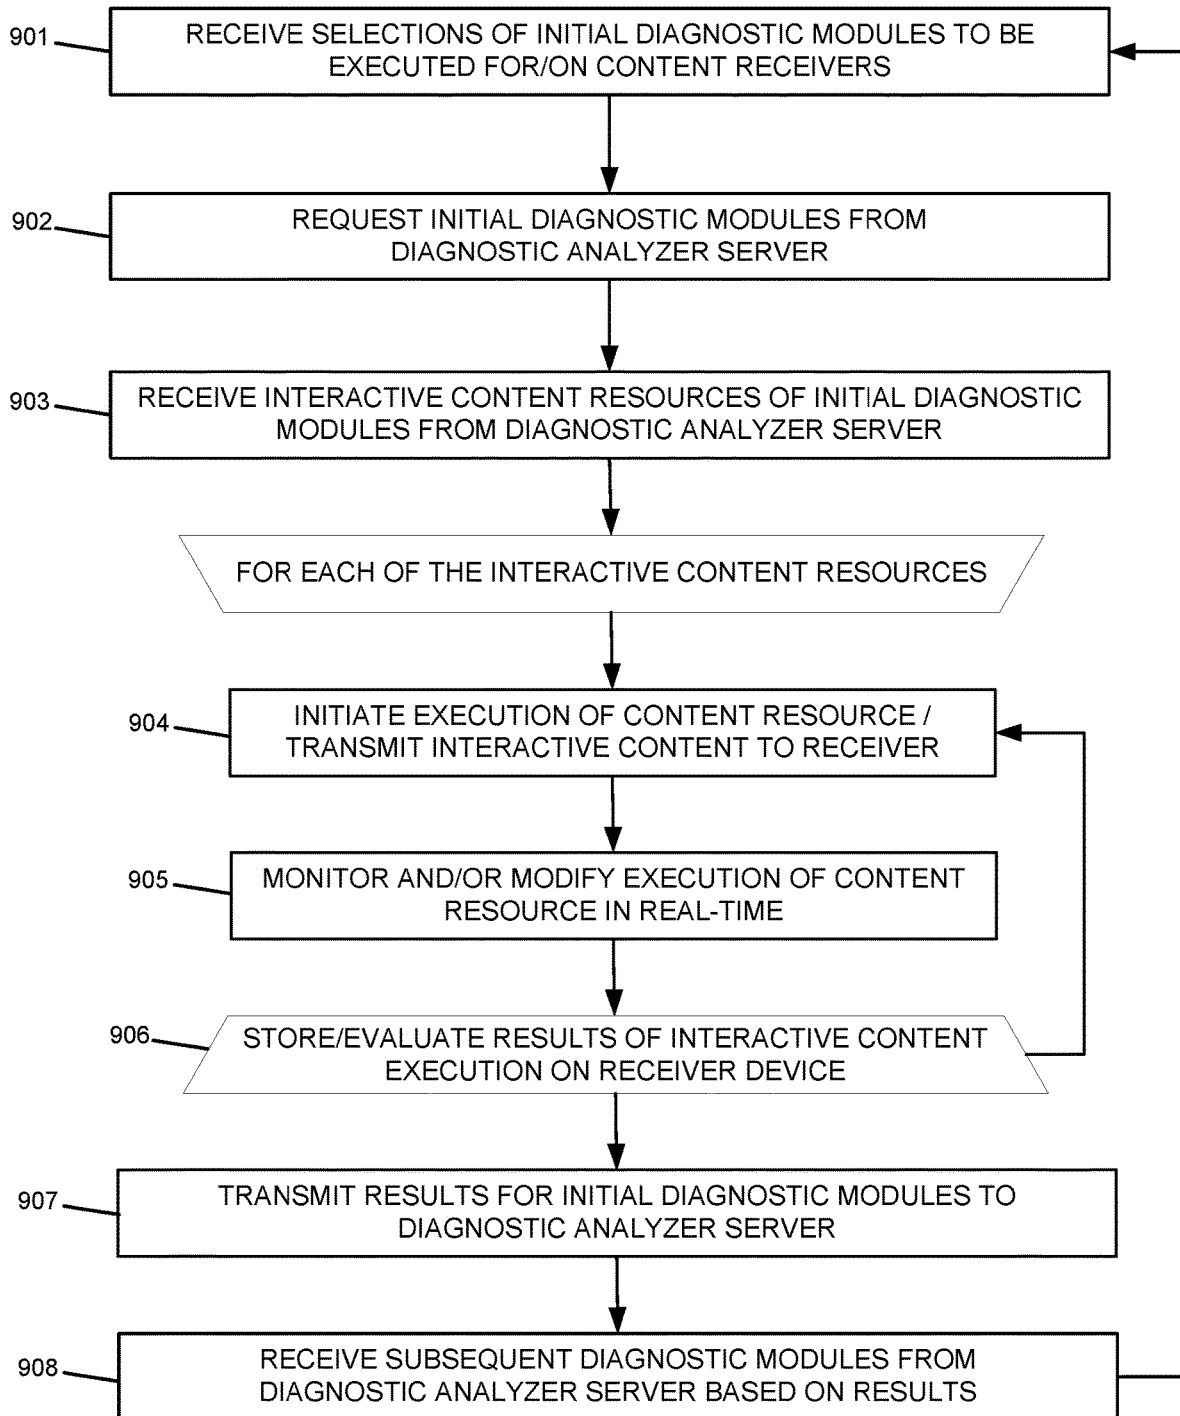 901
RECEIVE SELECTIONS OF INITIAL DIAGNOSTIC MODULES TO BE
EXECUTED FOR/ON CONTENT RECEIVERS
902
REQUEST INITIAL DIAGNOSTIC MODULES FROM
DIAGNOSTIC ANALYZER SERVER
903
RECEIVE INTERACTIVE CONTENT RESOURCES OF INITIAL DIAGNOSTIC
MODULES FROM DIAGNOSTIC ANALYZER SERVER
FOR EACH OF THE INTERACTIVE CONTENT RESOURCES
904
INITIATE EXECUTION OF CONTENT RESOURCE /
TRANSMIT INTERACTIVE CONTENT TO RECEIVER
905
MONITOR AND/OR MODIFY EXECUTION OF CONTENT
RESOURCE IN REAL-TIME
906
STORE/EVALUATE RESULTS OF INTERACTIVE CONTENT
EXECUTION ON RECEIVER DEVICE
907
TRANSMIT RESULTS FOR INITIAL DIAGNOSTIC MODULES TO
DIAGNOSTIC ANALYZER SERVER
908
RECEIVE SUBSEQUENT DIAGNOSTIC MODULES FROM
DIAGNOSTIC ANALYZER SERVER BASED ON RESULTS